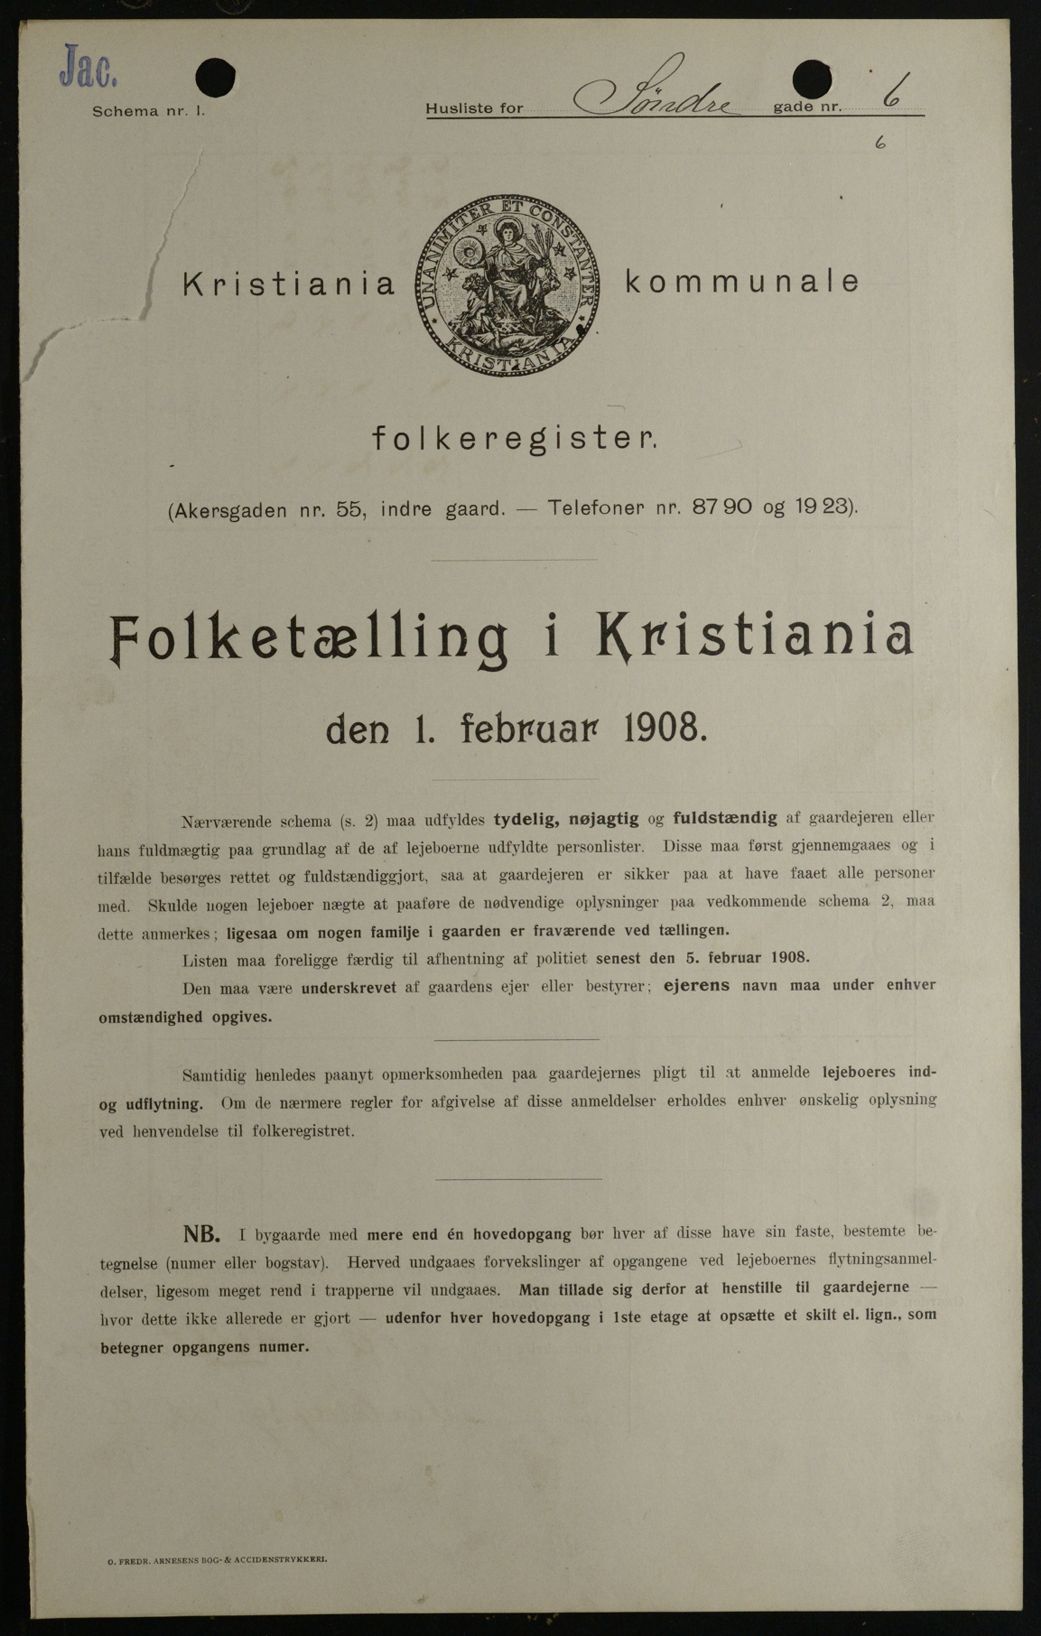 Jac.
Schema nr. 1.
Husliste for Søndre gade nr. 6
6
Kristiania kommunale
UNANIMITER ET CONSTANTER
KRISTIANIA
folkeregister.
(Akersgaden nr. 55, indre gaard. — Telefoner nr. 8790 og 1923).
Folketælling i Kristiania
den 1. februar 1908.
Nærværende schema (s. 2) maa udfyldes tydelig, nøjagtig og fuldstændig af gaardejeren eller
hans fuldmægtig paa grundlag af de af lejeboerne udfyldte personlister. Disse maa først gjennemgaaes og i
tilfælde besørges rettet og fuldstændiggjort, saa at gaardejeren er sikker paa at have faaet alle personer
med. Skulde nogen lejeboer nægte at paaføre de nødvendige oplysninger paa vedkommende schema 2, maa
dette anmerkes; ligesaa om nogen familje i gaarden er fraværende ved tællingen.
Listen maa foreligge færdig til afhentning af politiet senest den 5. februar 1908.
Den maa være underskrevet af gaardens ejer eller bestyrer; ejerens navn maa under enhver
omstændighed opgives.
Samtidig henledes paanyt opmerksomheden paa gaardejernes pligt til at anmelde lejeboeres ind-
og udflytning. Om de nærmere regler for afgivelse af disse anmeldelser erholdes enhver ønskelig oplysning
ved henvendelse til folkeregistret.
NB. I bygaarde med mere end én hovedopgang bør hver af disse have sin faste, bestemte be-
tegnelse (numer eller bogstav). Herved undgaaes forvekslinger af opgangene ved lejeboernes flytningsanmel-
delser, ligesom meget rend i trapperne vil undgaaes. Man tillade sig derfor at henstille til gaardejerne —
hvor dette ikke allerede er gjort — udenfor hver hovedopgang i 1ste etage at opsætte et skilt el. lign., som
betegner opgangens numer.
O. FREDR. ARNESENS BOG- & ACCIDENSTRYKKERI.